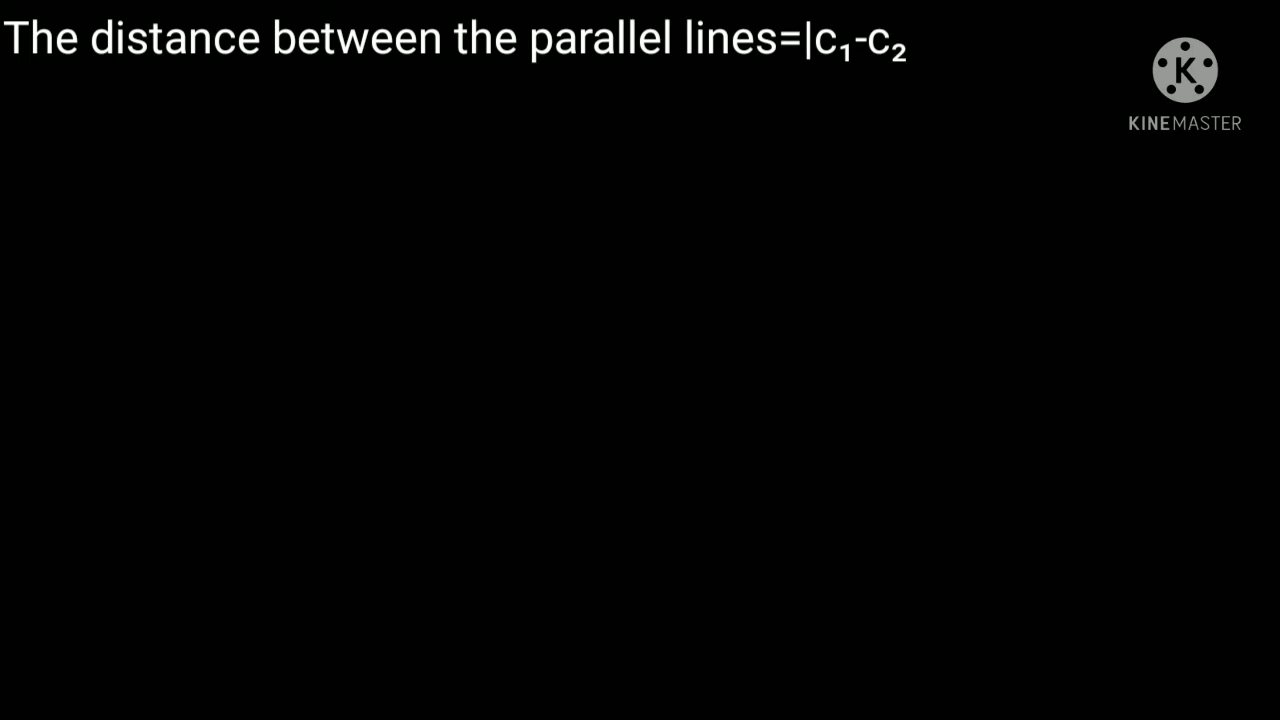 The distance between the parallel lines=|c₁-c₂
KINEMASTER